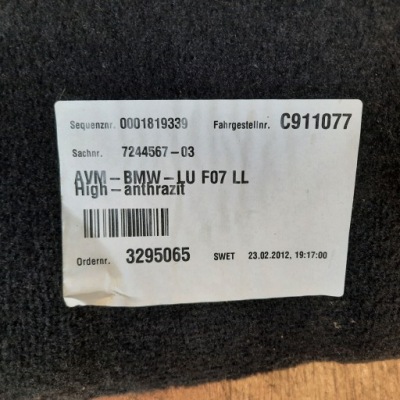 Sequenznr. 0001819339 Fahrgestellnr. C911077
Sachnr. 7244567-03
AVM-BMW-LU F07 LL
High-anthrazit
Ordernr. 3295065 SWET 23.02.2012, 19:17:00